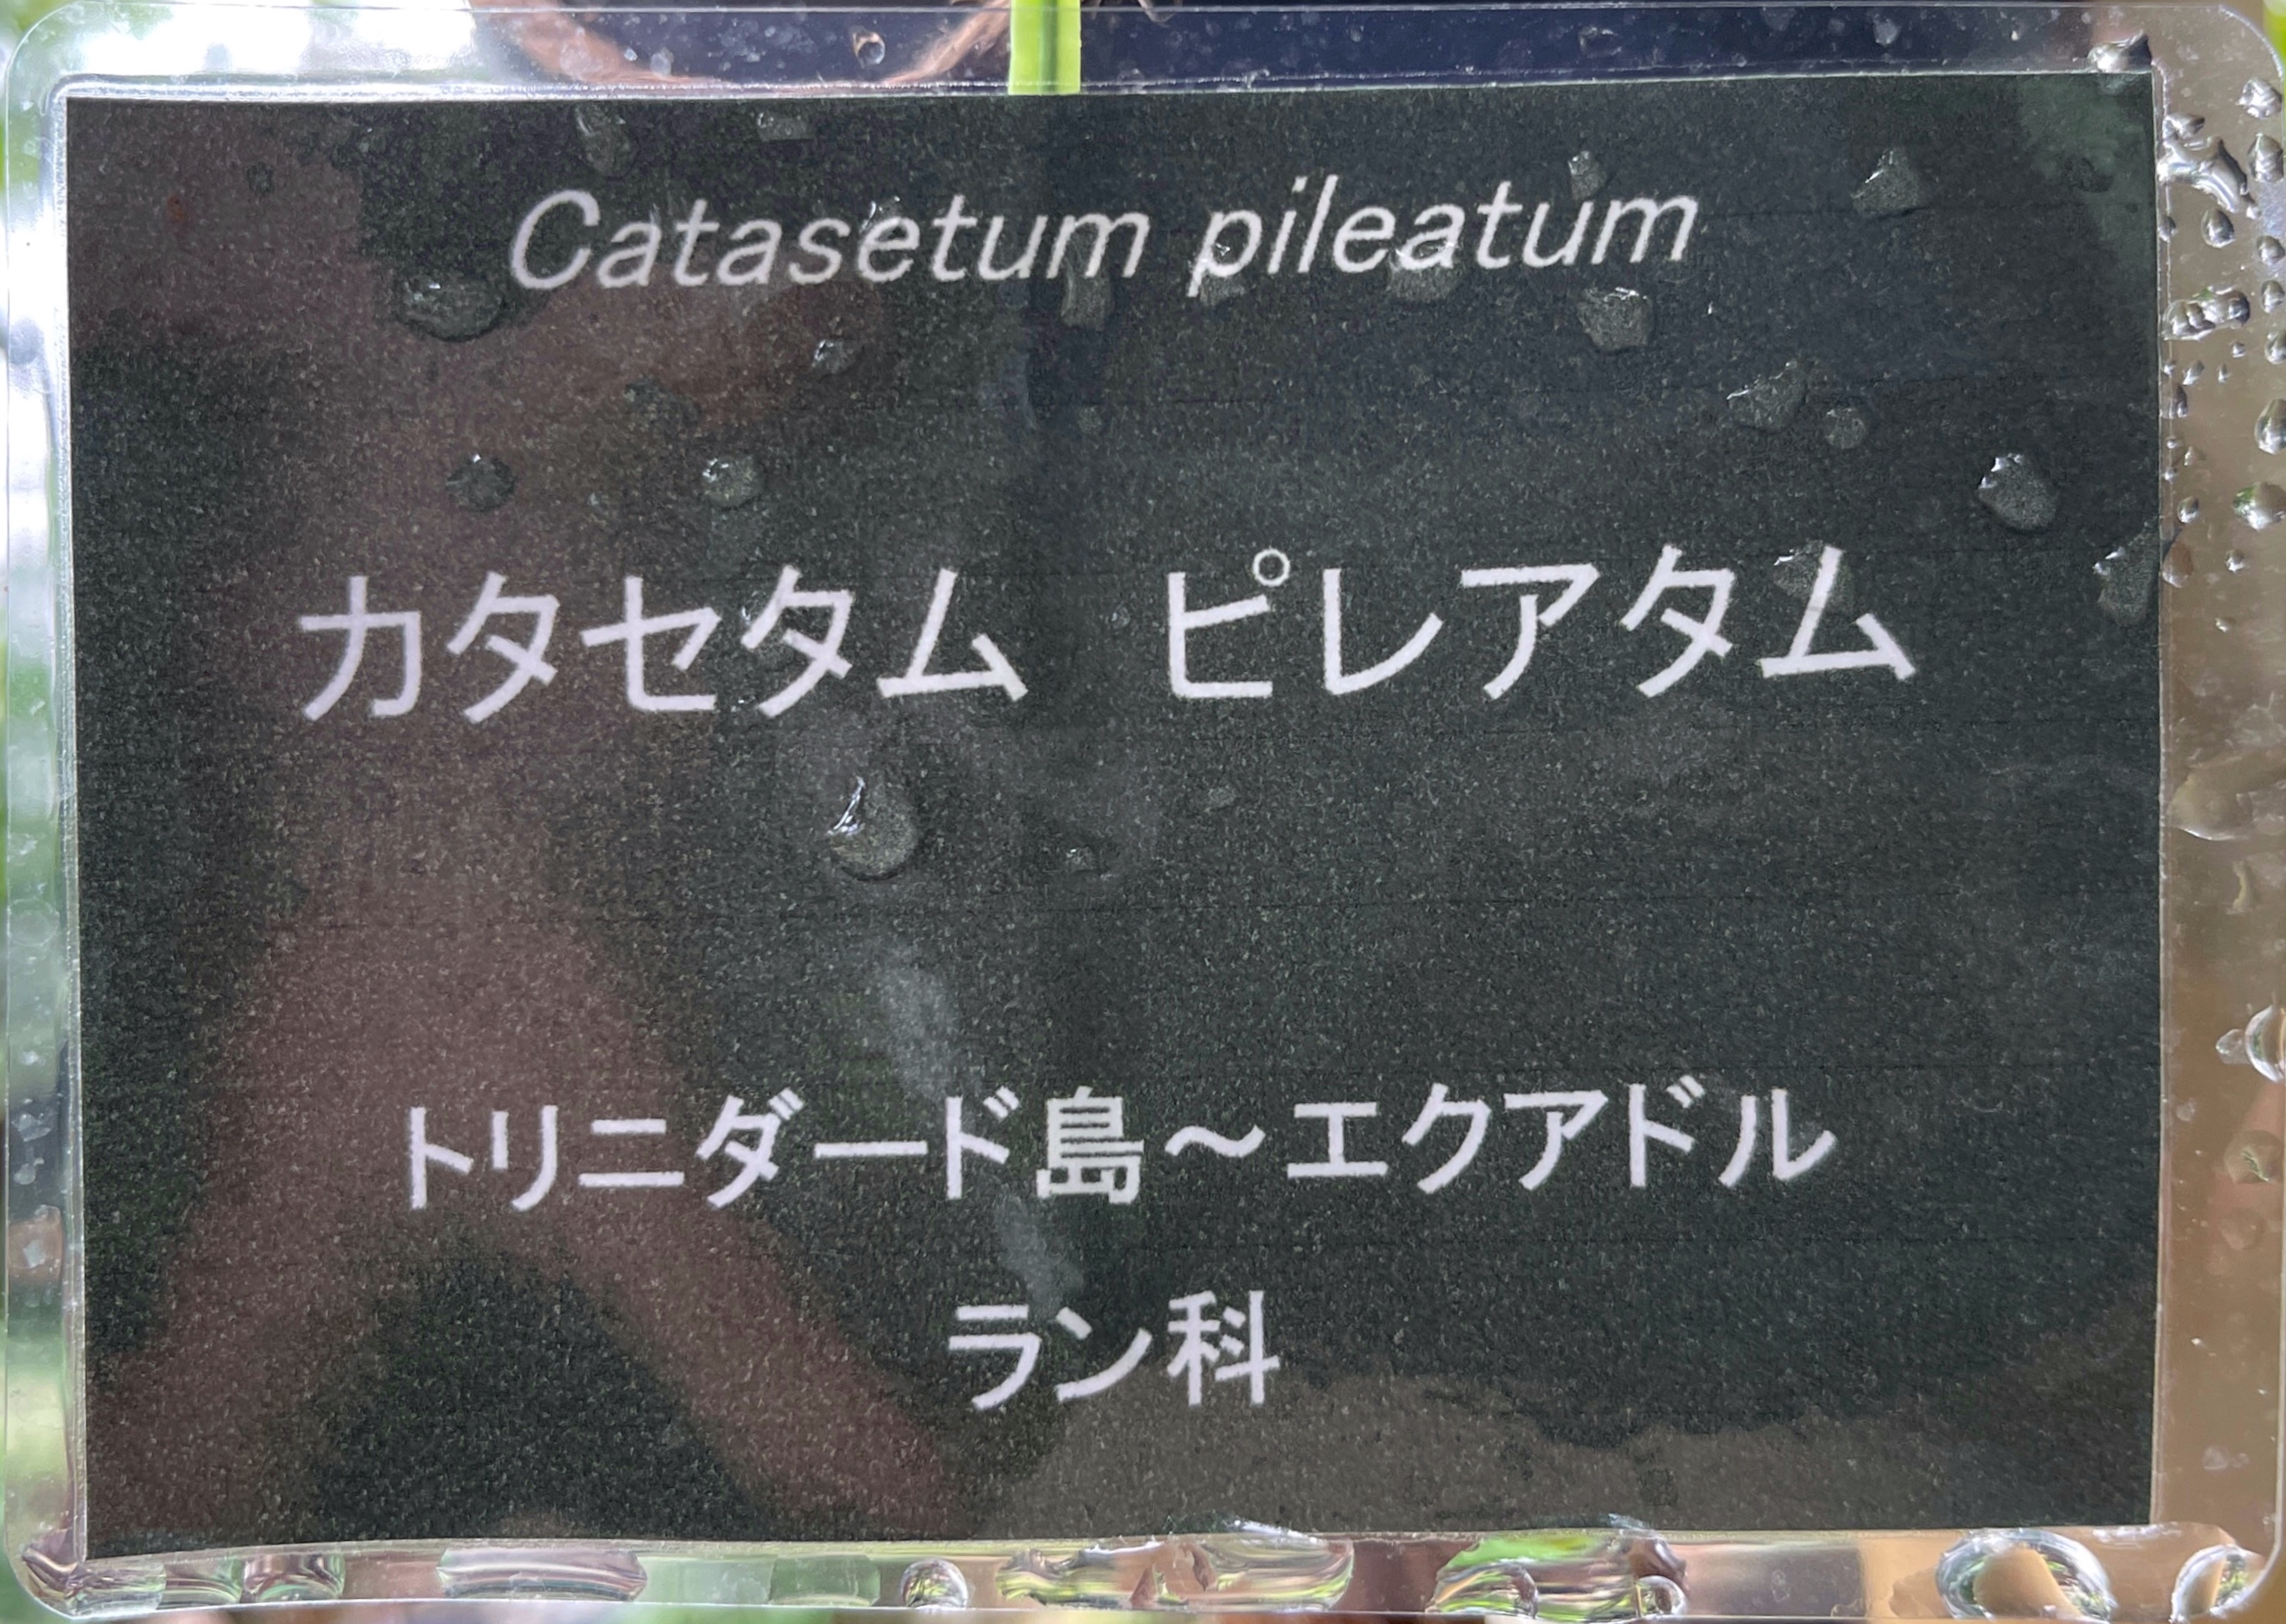 Catasetum pileatum
カタセタム　ピレアタム
トリニダード島～エクアドル
ラン科